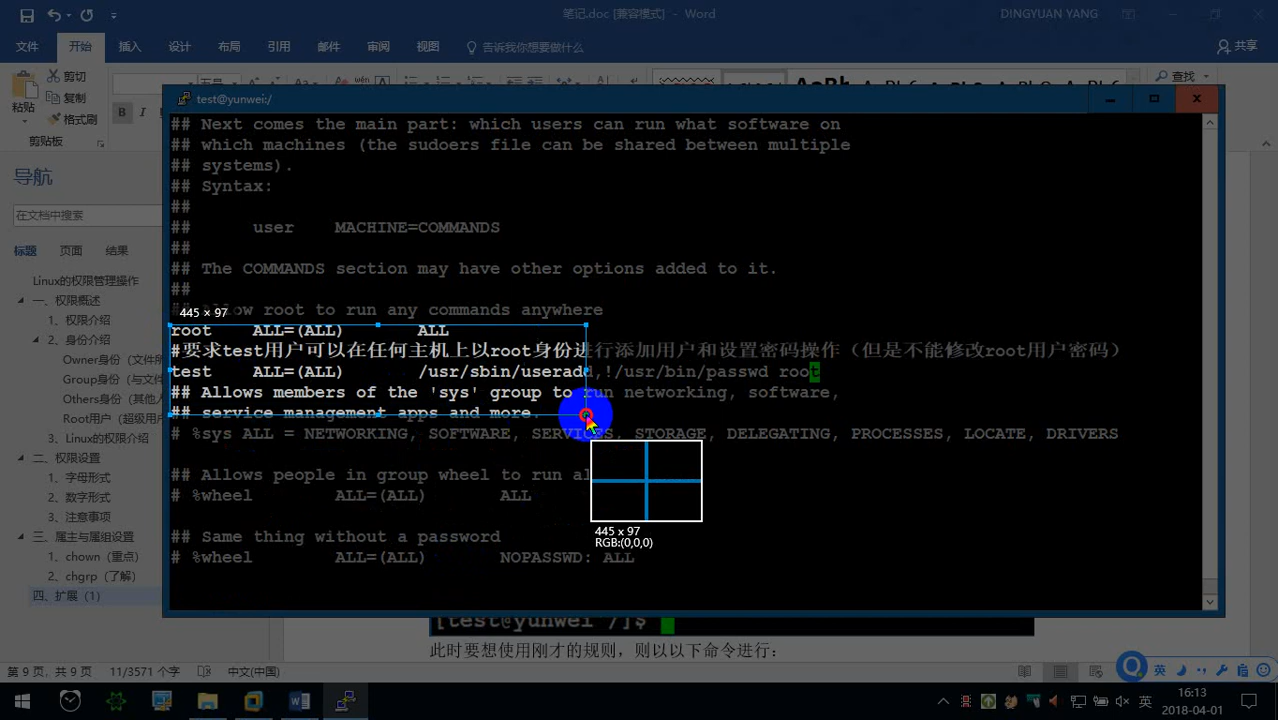 笔记.doc [兼容模式] - Word
DINGYUAN YANG
文件 开始 插入 设计 布局 引用 邮件 审阅 视图 告诉我你想要做什么 共享
粘贴 剪切
复制
格式刷
剪贴板
B I
查找
导航
在文档中搜索
标题 页面 结果
Linux的权限管理操作
一、权限概述
1、权限介绍
2、身份介绍
Owner身份（文件所
Group身份（与文
Others身份（其他人
Root用户（超级用户
3、Linux的权限介绍
二、权限设置
1、字母形式
2、数字形式
3、注意事项
三、属主与属组设置
1、chown（重点）
2、chgrp（了解）
四、扩展（1）
test@yunwei:/
## Next comes the main part: which users can run what software on
## which machines (the sudoers file can be shared between multiple
## systems).
## Syntax:
##
## user MACHINE=COMMANDS
##
## The COMMANDS section may have other options added to it.
##
## Allow root to run any commands anywhere
445 × 97
root ALL=(ALL) ALL
#要求test用户可以在任何主机上以root身份进行添加用户和设置密码操作（但是不能修改root用户密码）
test ALL=(ALL) /usr/sbin/useradd,!/usr/bin/passwd root
## Allows members of the 'sys' group to run networking, software,
## service management apps and more.
# %sys ALL = NETWORKING, SOFTWARE, SERVICES, STORAGE, DELEGATING, PROCESSES, LOCATE, DRIVERS
## Allows people in group wheel to run al
# %wheel ALL=(ALL) ALL
## Same thing without a password
# %wheel ALL=(ALL) NOPASSWD: ALL
445 x 97
RGB:(0,0,0)
[test@yunwei /]$
此时要想使用刚才的规则，则以以下命令进行：
第 9 页，共 9 页 11/3571 个字 中文(中国)
英
英
16:13
2018-04-01